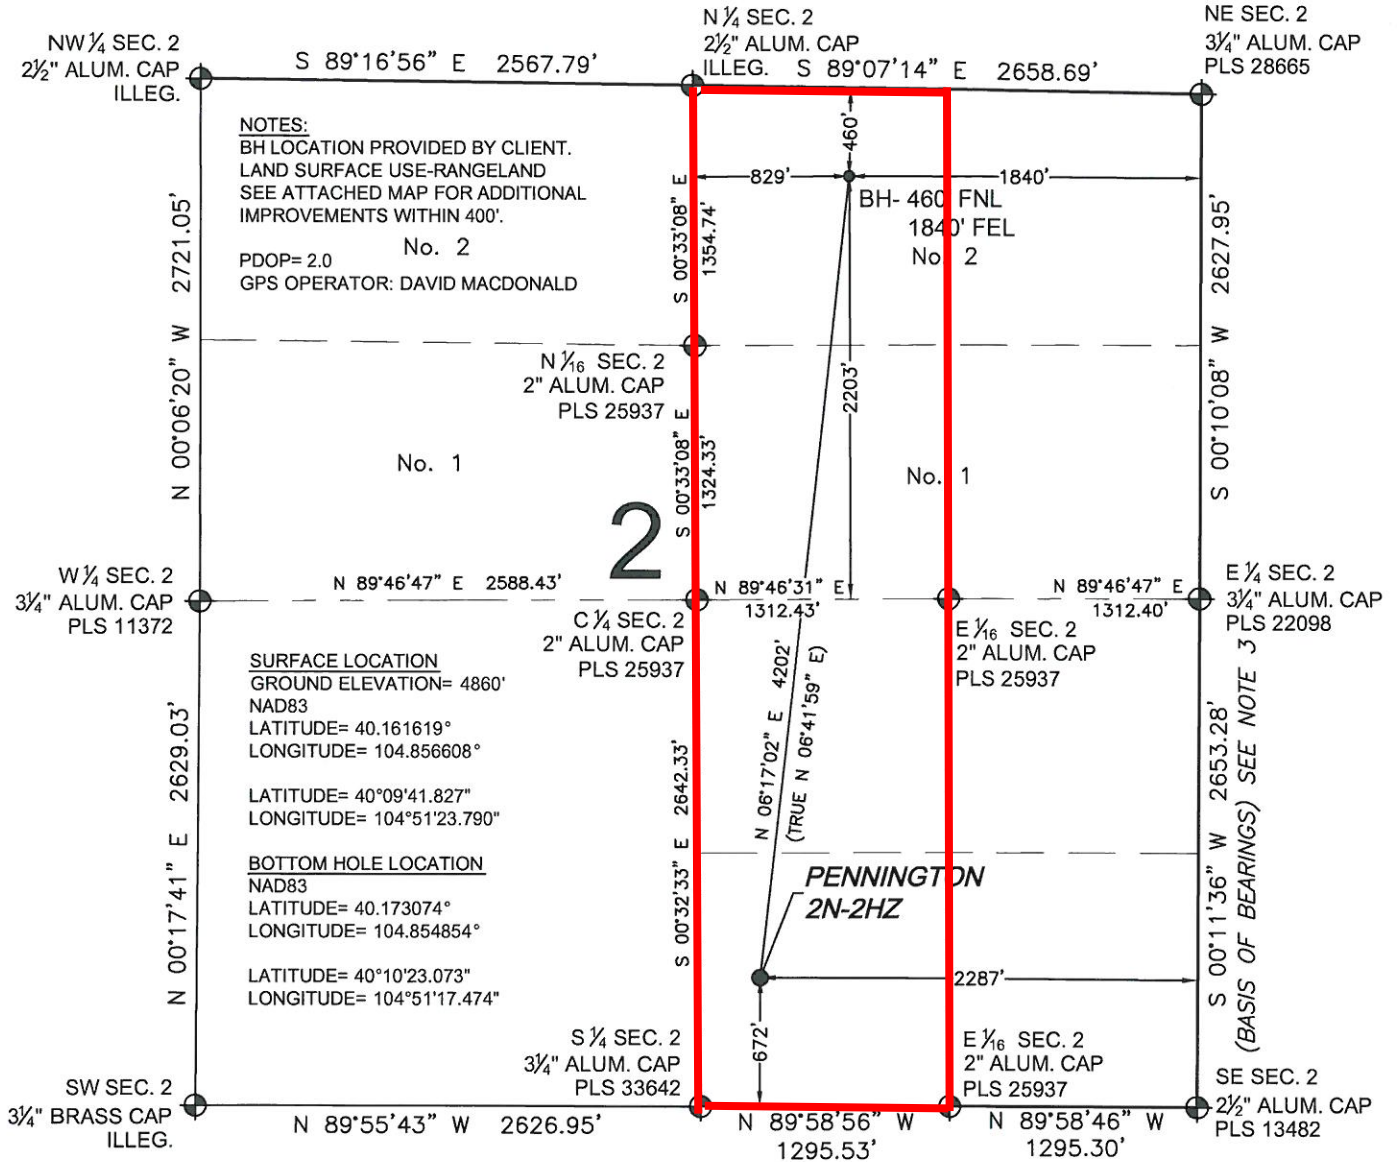 NW ¼ SEC. 2
2½" ALUM. CAP
ILLEG.
S 89°16'56" E 2567.79'
N ¼ SEC. 2
2½" ALUM. CAP
ILLEG.
S 89°07'14" E 2658.69'
NE SEC. 2
3¼" ALUM. CAP
PLS 28665
NOTES:
BH LOCATION PROVIDED BY CLIENT.
LAND SURFACE USE-RANGELAND
SEE ATTACHED MAP FOR ADDITIONAL
IMPROVEMENTS WITHIN 400'.
No. 2
PDOP= 2.0
GPS OPERATOR: DAVID MACDONALD
460'
829'
1840'
BH- 460' FNL
1840' FEL
No. 2
N 00°06'20" W 2721.05'
S 00°33'08" E
1354.74'
S 00°10'08" W 2627.95'
N 1⁄16 SEC. 2
2" ALUM. CAP
PLS 25937
2203'
No. 1
S 00°33'08" E
1324.33'
No. 1
2
W ¼ SEC. 2
3¼" ALUM. CAP
PLS 11372
N 89°46'47" E 2588.43'
N 89°46'31" E
1312.43'
N 89°46'47" E
1312.40'
E ¼ SEC. 2
3¼" ALUM. CAP
PLS 22098
C ¼ SEC. 2
2" ALUM. CAP
PLS 25937
E 1⁄16 SEC. 2
2" ALUM. CAP
PLS 25937
SURFACE LOCATION
GROUND ELEVATION= 4860'
NAD83
LATITUDE= 40.161619°
LONGITUDE= 104.856608°
LATITUDE= 40°09'41.827"
LONGITUDE= 104°51'23.790"
BOTTOM HOLE LOCATION
NAD83
LATITUDE= 40.173074°
LONGITUDE= 104.854854°
LATITUDE= 40°10'23.073"
LONGITUDE= 104°51'17.474"
N 00°17'41" E 2629.03'
S 00°32'33" E 2642.33'
N 06°17'02" E 4202'
(TRUE N 06°41'59" E)
S 00°11'36" W 2653.28'
(BASIS OF BEARINGS) SEE NOTE 3
PENNINGTON
2N-2HZ
2287'
672'
S ¼ SEC. 2
3¼" ALUM. CAP
PLS 33642
E 1⁄16 SEC. 2
2" ALUM. CAP
PLS 25937
SW SEC. 2
3¼" BRASS CAP
ILLEG.
N 89°55'43" W 2626.95'
N 89°58'56" W
1295.53'
N 89°58'46" W
1295.30'
SE SEC. 2
2½" ALUM. CAP
PLS 13482